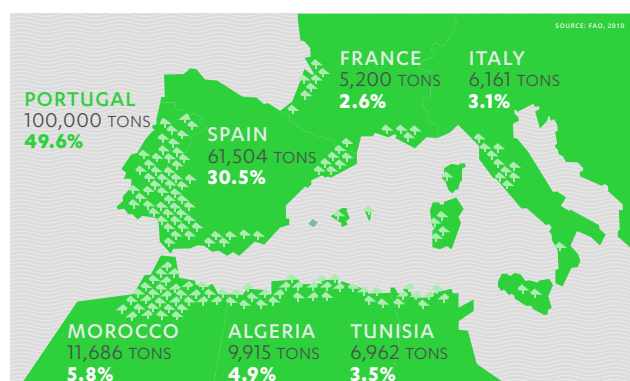 SOURCE: FAO, 2010
FRANCE
5,200 TONS
2.6%
ITALY
6,161 TONS
3.1%
PORTUGAL
100,000 TONS
49.6%
SPAIN
61,504 TONS
30.5%
MOROCCO
11,686 TONS
5.8%
ALGERIA
9,915 TONS
4.9%
TUNISIA
6,962 TONS
3.5%